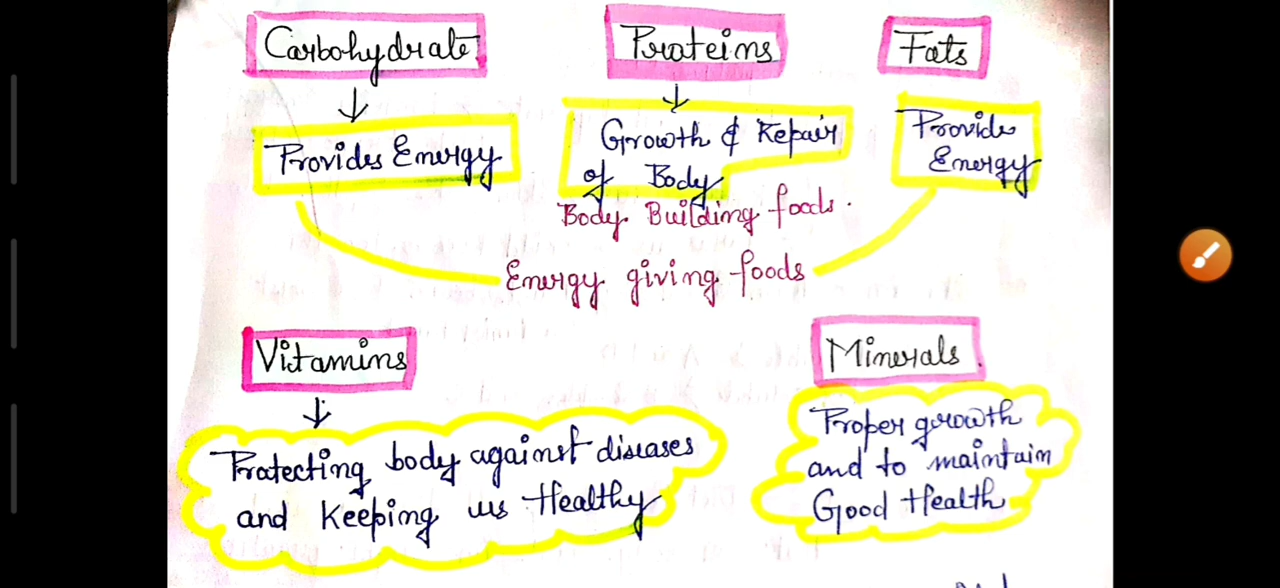 Carbohydrate
Proteins
Fats
Provides Energy
Growth & Repair
of Body
Body Building foods.
Provide
Energy
Energy giving foods
Vitamins
Minerals
Protecting body against diseases
and Keeping us Healthy
Proper growth
and to maintain
Good Health